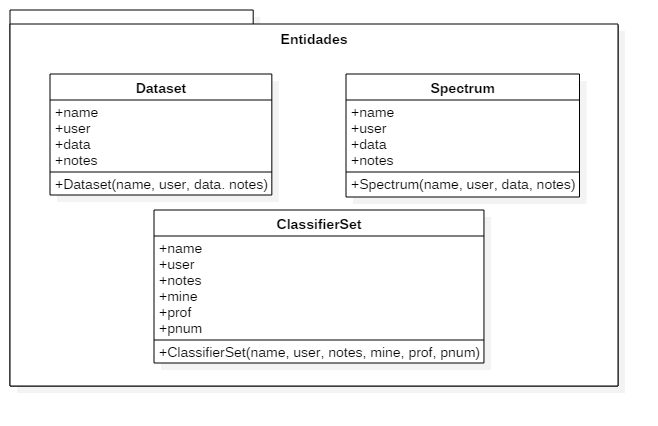 Entidades
Dataset
+name
+user
+data
+notes
+Dataset(name, user, data. notes)
Spectrum
+name
+user
+data
+notes
+Spectrum(name, user, data, notes)
ClassifierSet
+name
+user
+notes
+mine
+prof
+pnum
+ClassifierSet(name, user, notes, mine, prof, pnum)